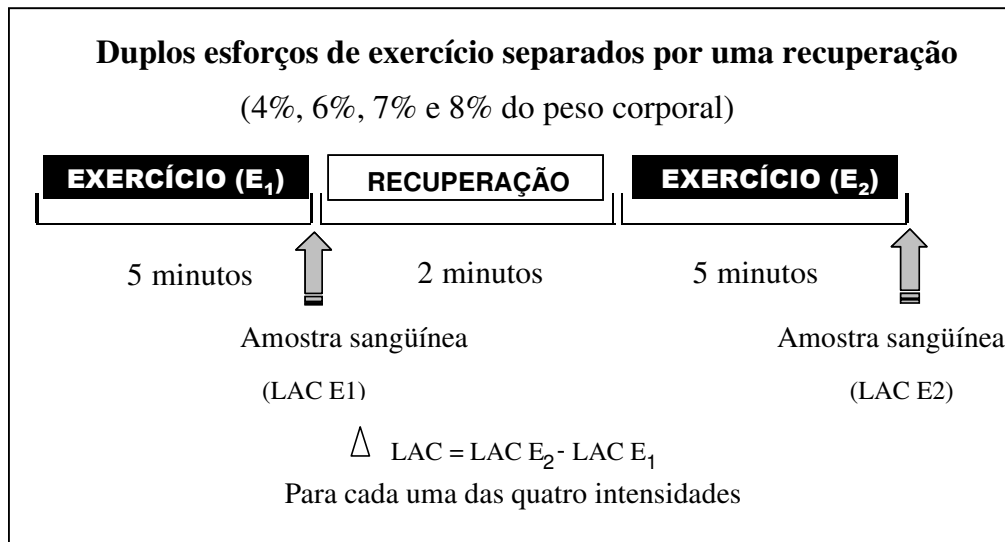 Duplos esforços de exercício separados por uma recuperação
(4%, 6%, 7% e 8% do peso corporal)
EXERCÍCIO (E1) RECUPERAÇÃO EXERCÍCIO (E2)
5 minutos 2 minutos 5 minutos
Amostra sangüínea Amostra sangüínea
(LAC E1) (LAC E2)
Δ LAC = LAC E2- LAC E1
Para cada uma das quatro intensidades